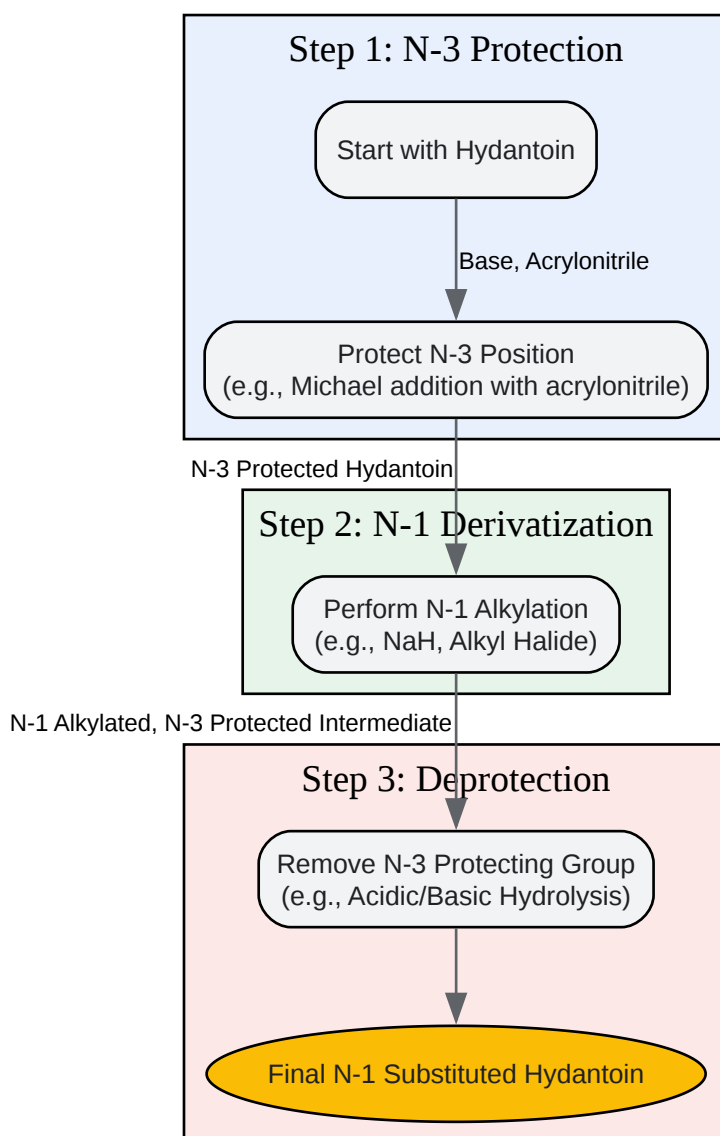 Step 1: N-3 Protection
Start with Hydantoin
Base, Acrylonitrile
Protect N-3 Position
(e.g., Michael addition with acrylonitrile)
N-3 Protected Hydantoin
Step 2: N-1 Derivatization
Perform N-1 Alkylation
(e.g., NaH, Alkyl Halide)
N-1 Alkylated, N-3 Protected Intermediate
Step 3: Deprotection
Remove N-3 Protecting Group
(e.g., Acidic/Basic Hydrolysis)
Final N-1 Substituted Hydantoin